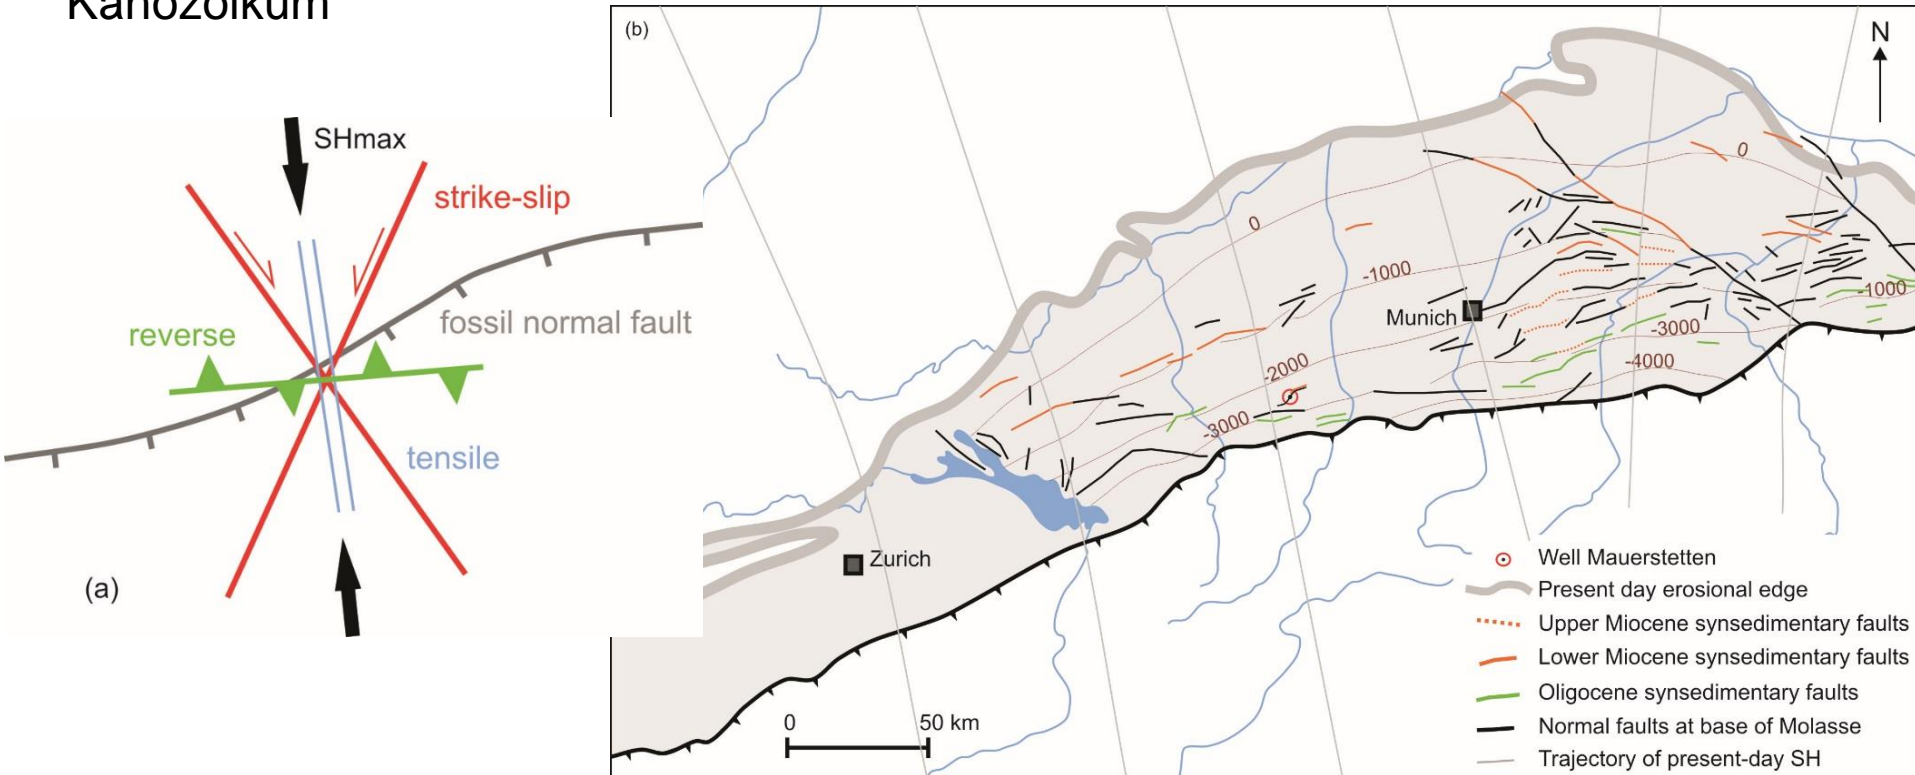 Känozoikum
SHmax
strike-slip
reverse
fossil normal fault
tensile
(a)
(b)
N
0
0
-1000
-1000
Munich
-3000
-2000
-4000
-3000
Zurich
0
50 km
Well Mauerstetten
Present day erosional edge
Upper Miocene synsedimentary faults
Lower Miocene synsedimentary faults
Oligocene synsedimentary faults
Normal faults at base of Molasse
Trajectory of present-day SH